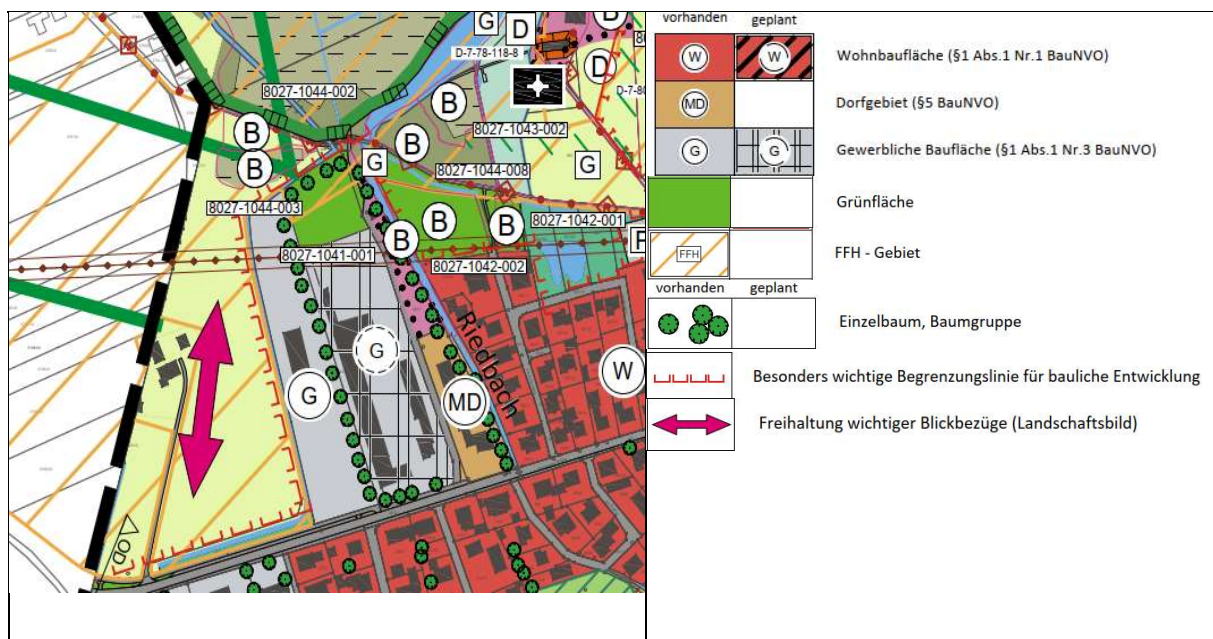 G
D
B
D-7-78-118-8
D
8027-1044-002
B
8027-1043-002
B
B
B
G
8027-1044-008
G
8027-1044-003
B
B
B
8027-1042-001
8027-1041-001
8027-1042-002
Riedbach
G
G
MD
W
OD
vorhanden geplant
W W Wohnbaufläche (§1 Abs.1 Nr.1 BauNVO)
MD Dorfgebiet (§5 BauNVO)
G G Gewerbliche Baufläche (§1 Abs.1 Nr.3 BauNVO)
Grünfläche
FFH FFH - Gebiet
vorhanden geplant
Einzelbaum, Baumgruppe
Besonders wichtige Begrenzungslinie für bauliche Entwicklung
Freihaltung wichtiger Blickbezüge (Landschaftsbild)